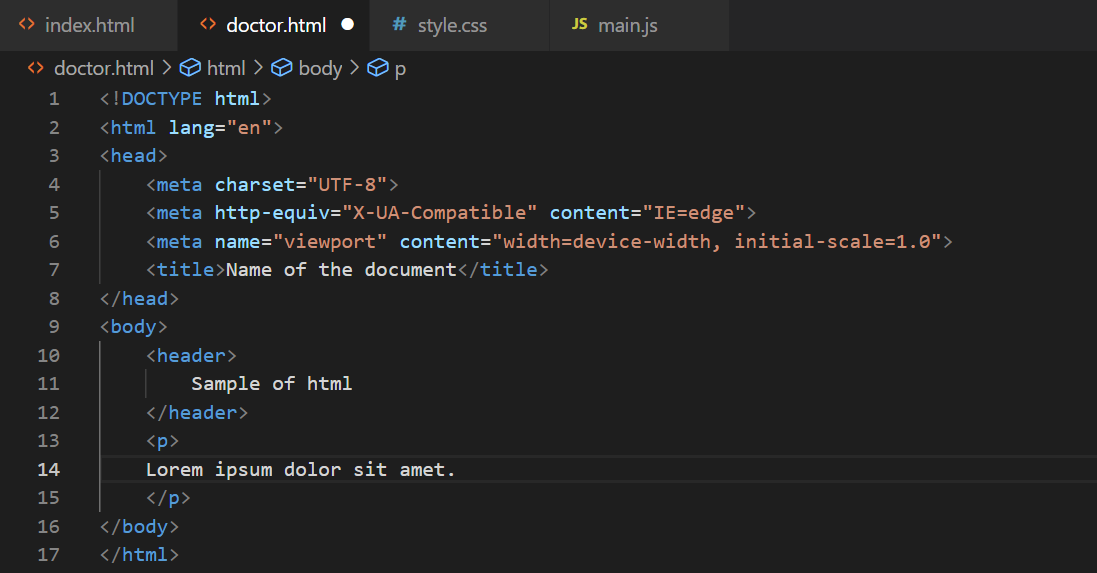 index.html doctor.html # style.css JS main.js
doctor.html > html > body > p
1 <!DOCTYPE html>
2 <html lang="en">
3 <head>
4     <meta charset="UTF-8">
5     <meta http-equiv="X-UA-Compatible" content="IE=edge">
6     <meta name="viewport" content="width=device-width, initial-scale=1.0">
7     <title>Name of the document</title>
8 </head>
9 <body>
10     <header>
11         Sample of html
12     </header>
13     <p>
14     Lorem ipsum dolor sit amet.
15     </p>
16 </body>
17 </html>